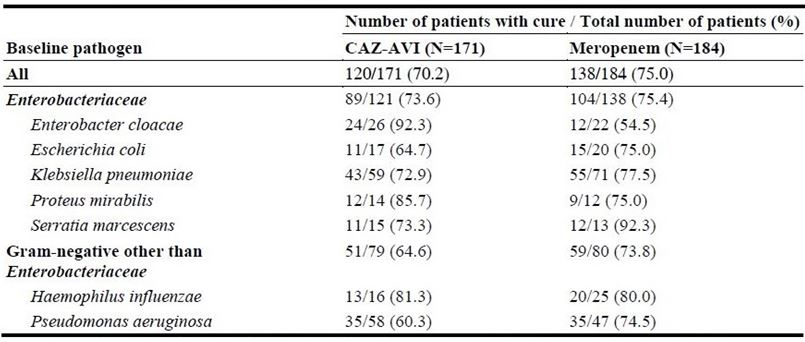 Number of patients with cure / Total number of patients (%)
Baseline pathogen CAZ-AVI (N=171) Meropenem (N=184)
All 120/171 (70.2) 138/184 (75.0)
Enterobacteriaceae 89/121 (73.6) 104/138 (75.4)
Enterobacter cloacae 24/26 (92.3) 12/22 (54.5)
Escherichia coli 11/17 (64.7) 15/20 (75.0)
Klebsiella pneumoniae 43/59 (72.9) 55/71 (77.5)
Proteus mirabilis 12/14 (85.7) 9/12 (75.0)
Serratia marcescens 11/15 (73.3) 12/13 (92.3)
Gram-negative other than 51/79 (64.6) 59/80 (73.8)
Enterobacteriaceae
Haemophilus influenzae 13/16 (81.3) 20/25 (80.0)
Pseudomonas aeruginosa 35/58 (60.3) 35/47 (74.5)